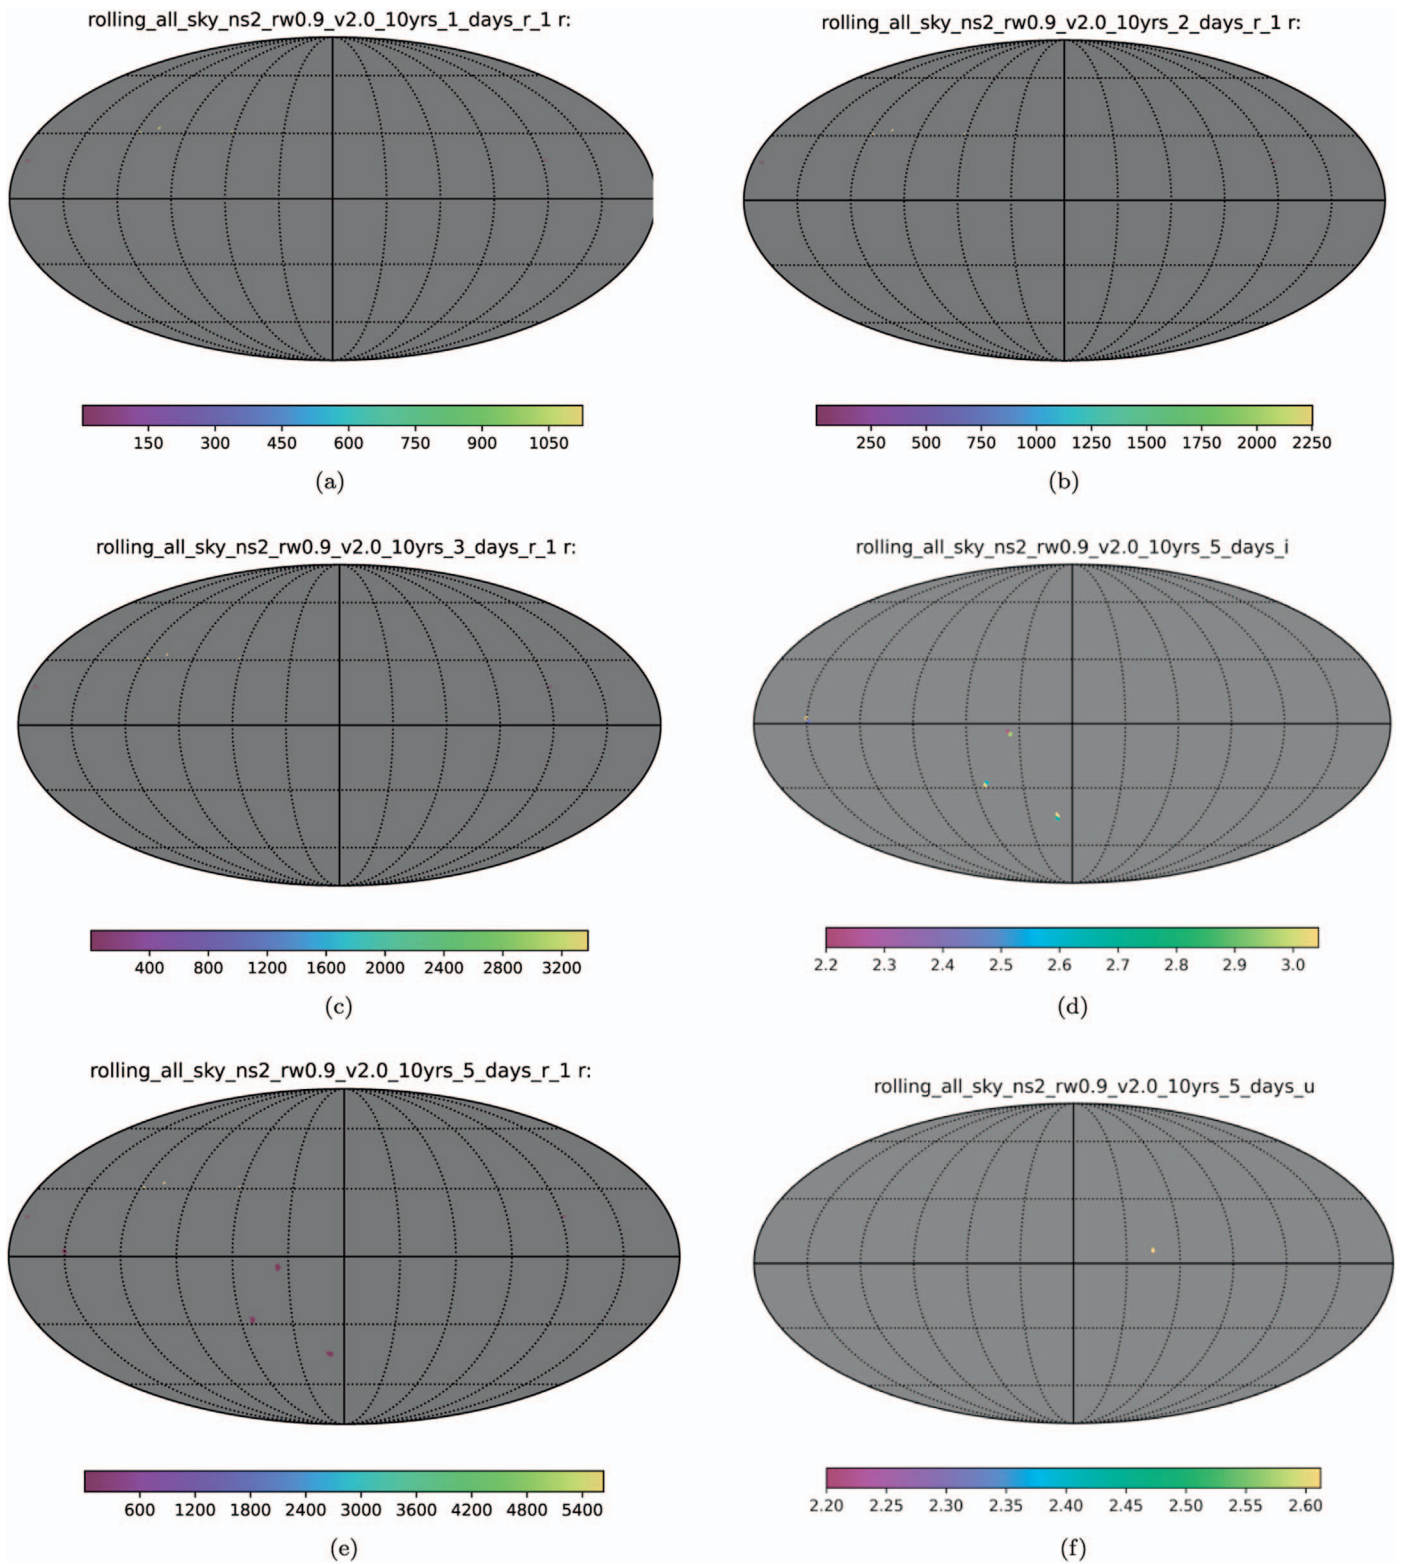 rolling_all_sky_ns2_rw0.9_v2.0_10yrs_1_days_r_1 r:
150 300 450 600 750 900 1050
(a)
rolling_all_sky_ns2_rw0.9_v2.0_10yrs_2_days_r_1 r:
250 500 750 1000 1250 1500 1750 2000 2250
(b)
rolling_all_sky_ns2_rw0.9_v2.0_10yrs_3_days_r_1 r:
400 800 1200 1600 2000 2400 2800 3200
(c)
rolling_all_sky_ns2_rw0.9_v2.0_10yrs_5_days_i
2.2 2.3 2.4 2.5 2.6 2.7 2.8 2.9 3.0
(d)
rolling_all_sky_ns2_rw0.9_v2.0_10yrs_5_days_r_1 r:
600 1200 1800 2400 3000 3600 4200 4800 5400
(e)
rolling_all_sky_ns2_rw0.9_v2.0_10yrs_5_days_u
2.20 2.25 2.30 2.35 2.40 2.45 2.50 2.55 2.60
(f)